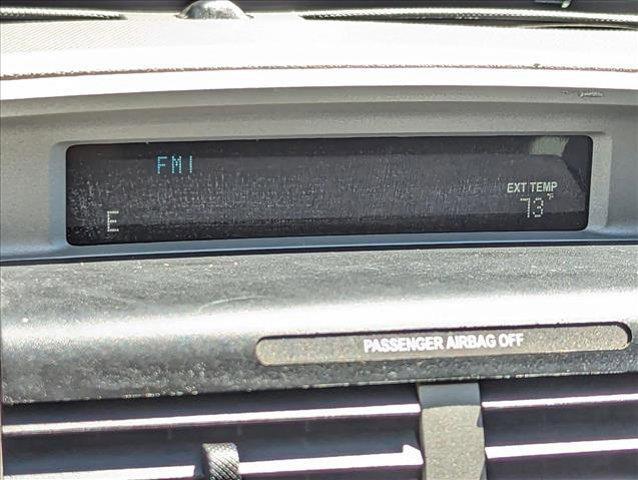 FM1
EXT TEMP
E
73°F
PASSENGER AIRBAG OFF